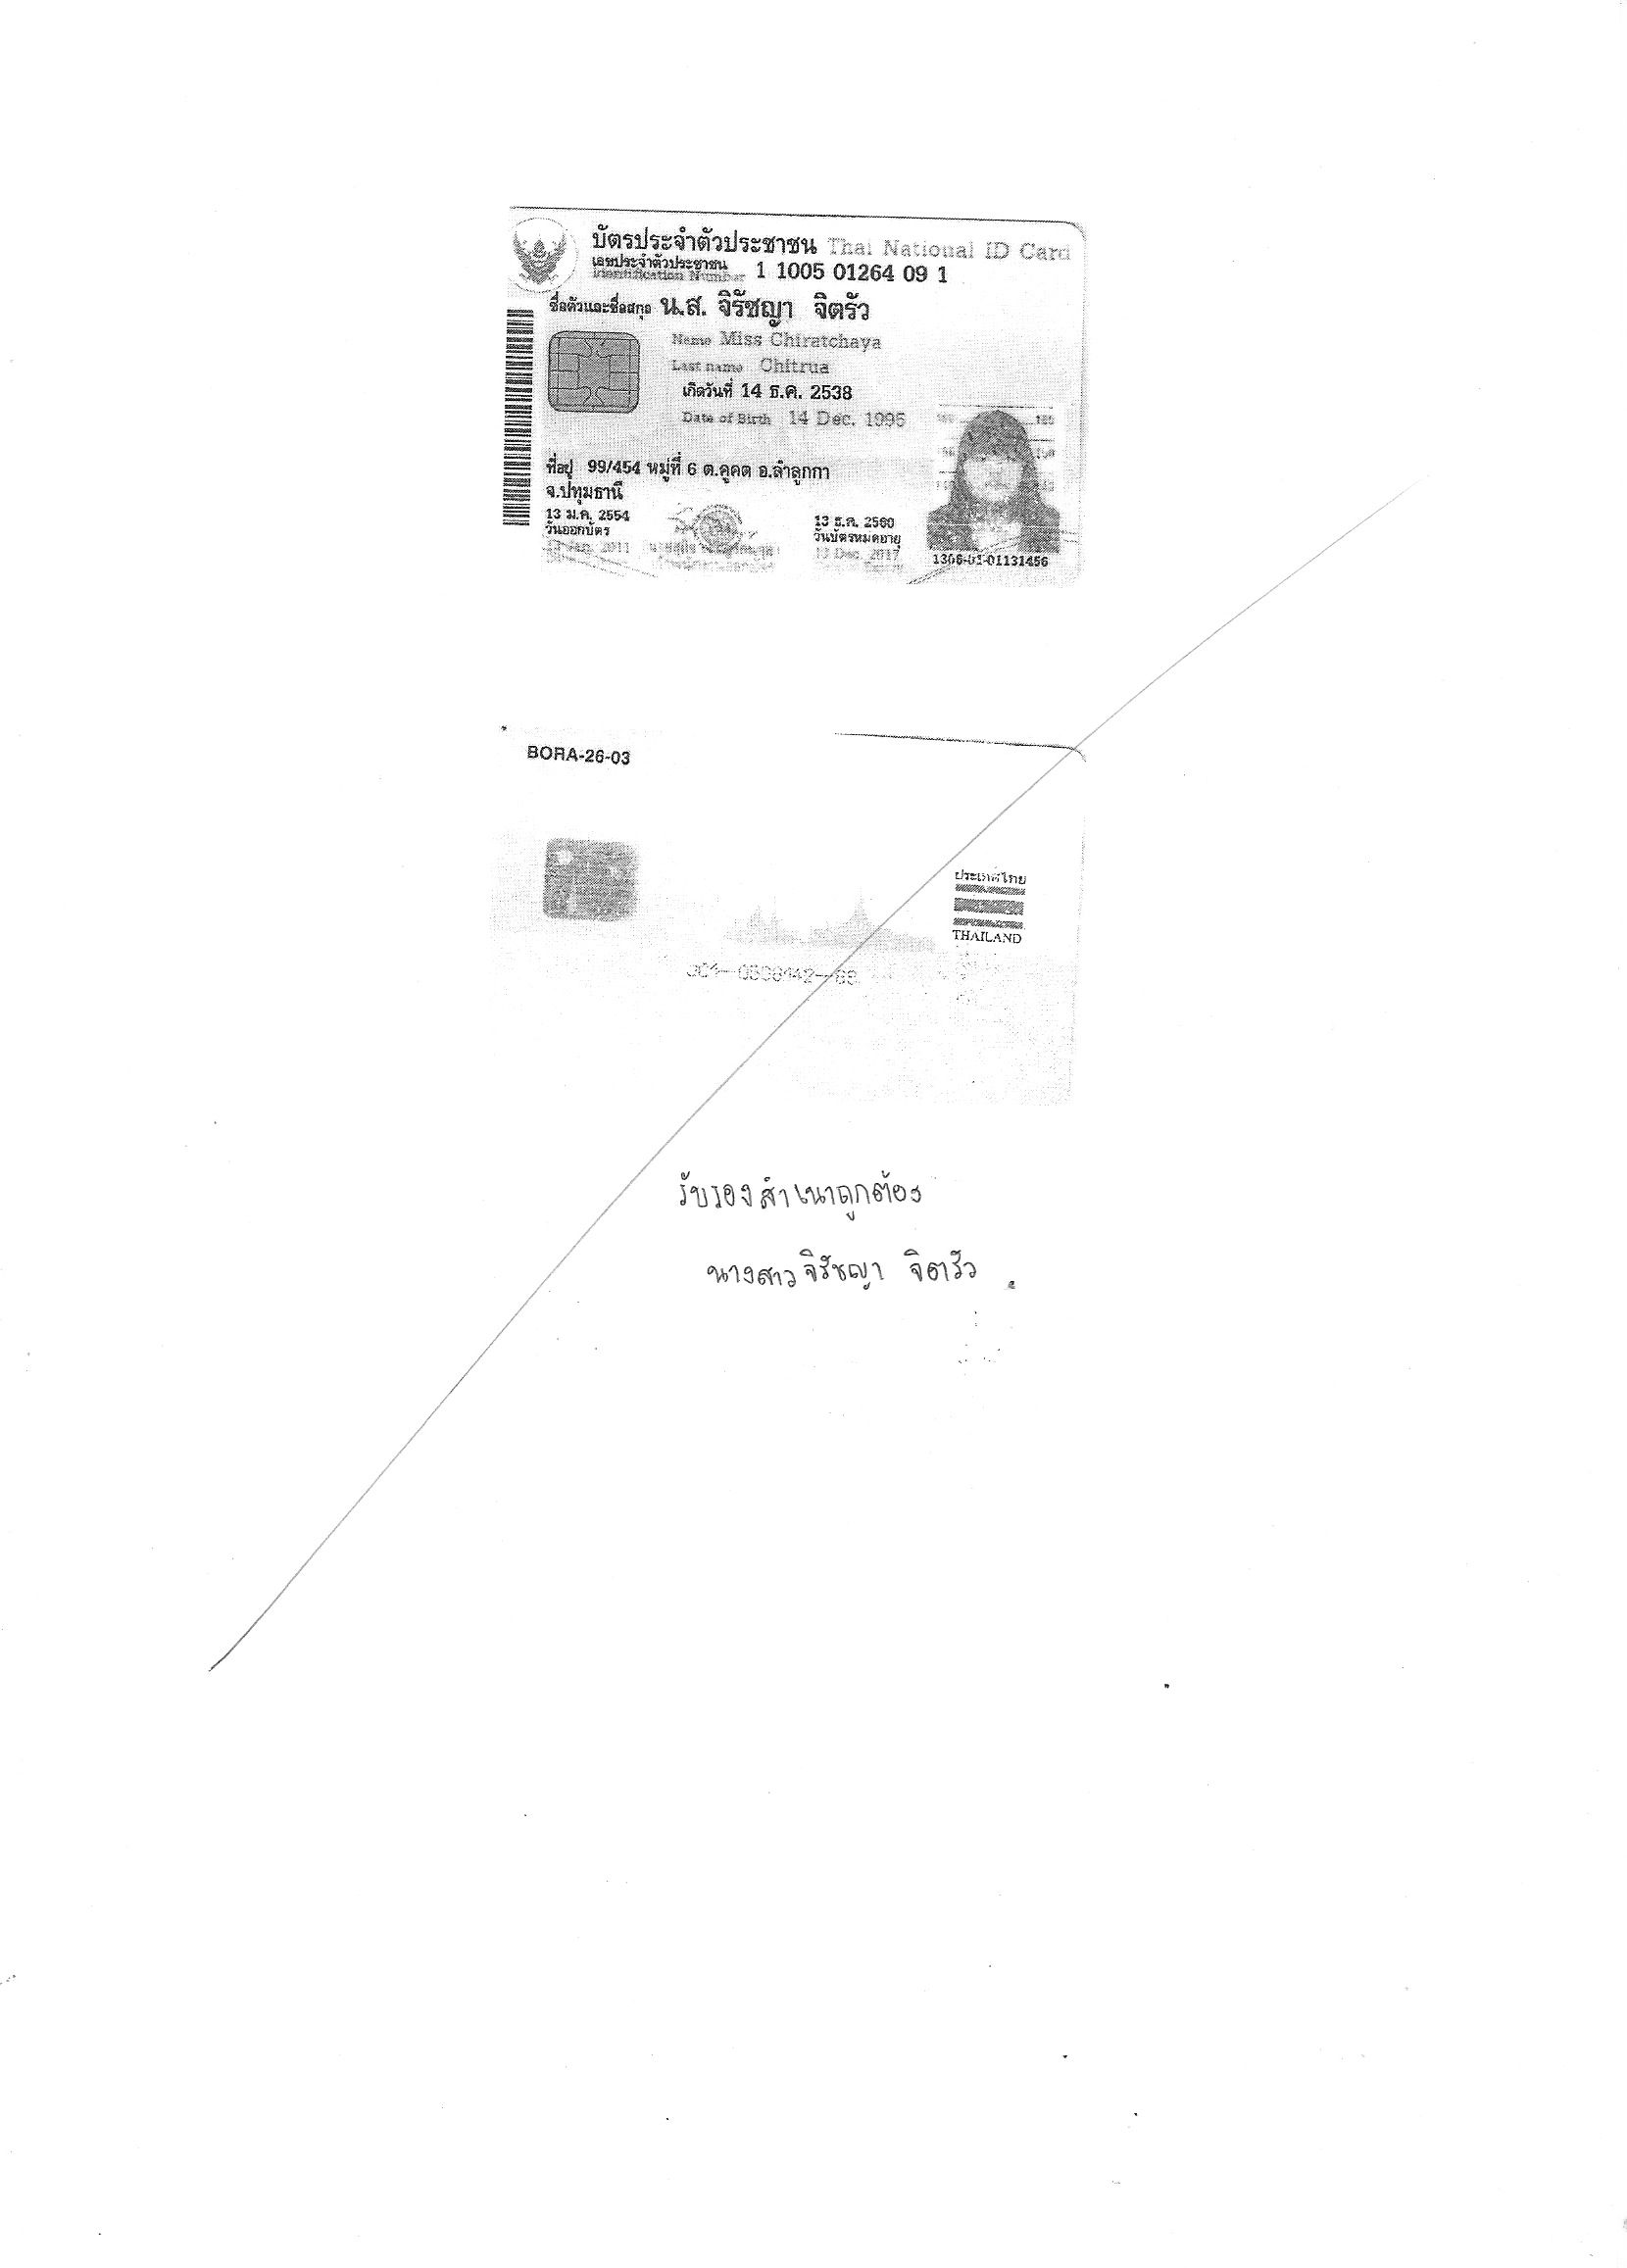 บัตรประจำตัวประชาชน Thai National ID Card
เลขประจำตัวประชาชน
Identification Number 1 1005 01264 09 1
ชื่อตัวและชื่อสกุล น.ส. จิรัชญา จิตรัว
Name Miss Chiratchaya
Last name Chitrua
เกิดวันที่ 14 ธ.ค. 2538
Date of Birth 14 Dec. 1995
ที่อยู่ 99/454 หมู่ที่ 6 ต.คูคต อ.ลำลูกกา
จ.ปทุมธานี
13 ม.ค. 2554
วันออกบัตร
13 Jan. 2011
13 ธ.ค. 2560
วันบัตรหมดอายุ
13 Dec. 2017
1306-03-01131456
BORA-26-03
ประเทศไทย
THAILAND
รับรองสำเนาถูกต้อง
นางสาว จิรัชญา จิตรัว